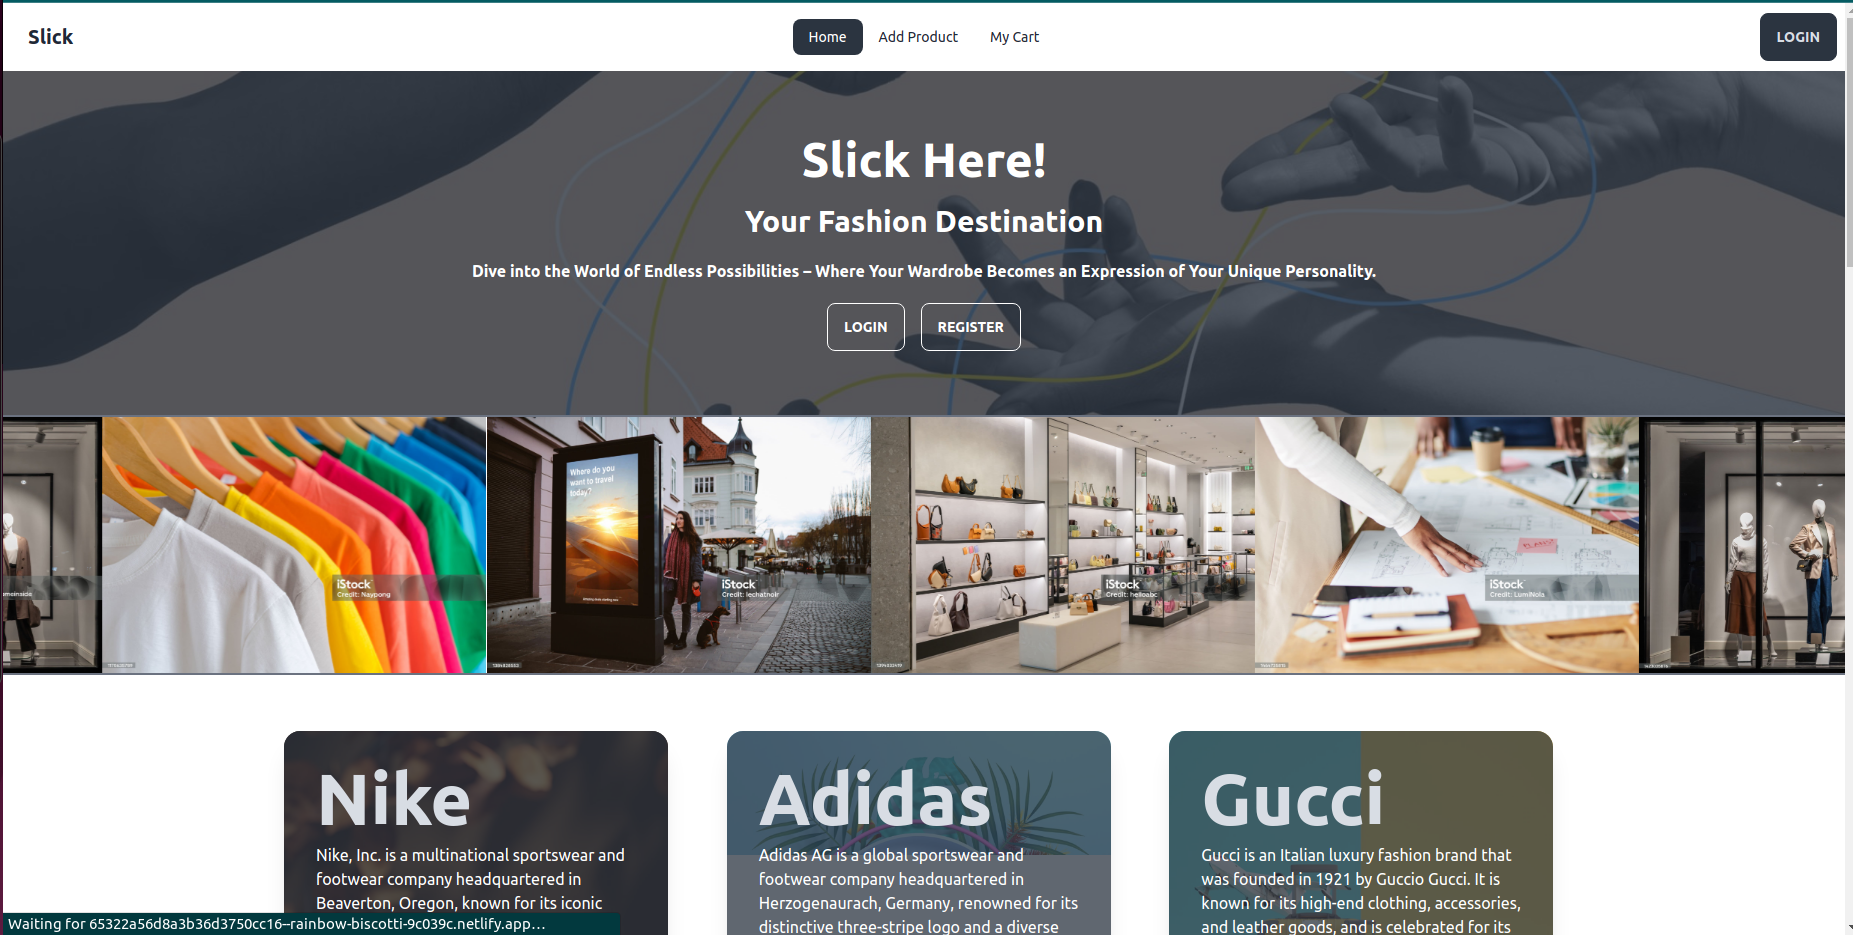 Slick
Home Add Product My Cart
LOGIN
Slick Here!
Your Fashion Destination
Dive into the World of Endless Possibilities – Where Your Wardrobe Becomes an Expression of Your Unique Personality.
LOGIN REGISTER
Where do you
want to travel
today?
iStock
Credit: Naypong
iStock
Credit: lechatnoir
iStock
Credit: helloabc
iStock
Credit: LumiNola
Nike
Nike, Inc. is a multinational sportswear and
footwear company headquartered in
Beaverton, Oregon, known for its iconic
Adidas
Adidas AG is a global sportswear and
footwear company headquartered in
Herzogenaurach, Germany, renowned for its
distinctive three-stripe logo and a diverse
Gucci
Gucci is an Italian luxury fashion brand that
was founded in 1921 by Guccio Gucci. It is
known for its high-end clothing, accessories,
and leather goods, and is celebrated for its
Waiting for 65322a56d8a3b36d3750cc16--rainbow-biscotti-9c039c.netlify.app…